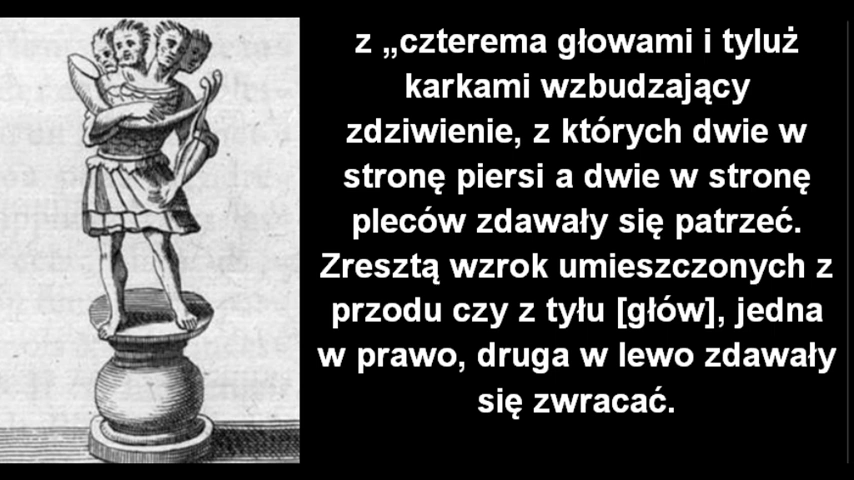 z „czterema głowami i tyluż
karkami wzbudzający
zdziwienie, z których dwie w
stronę piersi a dwie w stronę
pleców zdawały się patrzeć.
Zresztą wzrok umieszczonych z
przodu czy z tyłu [głów], jedna
w prawo, druga w lewo zdawały
się zwracać.